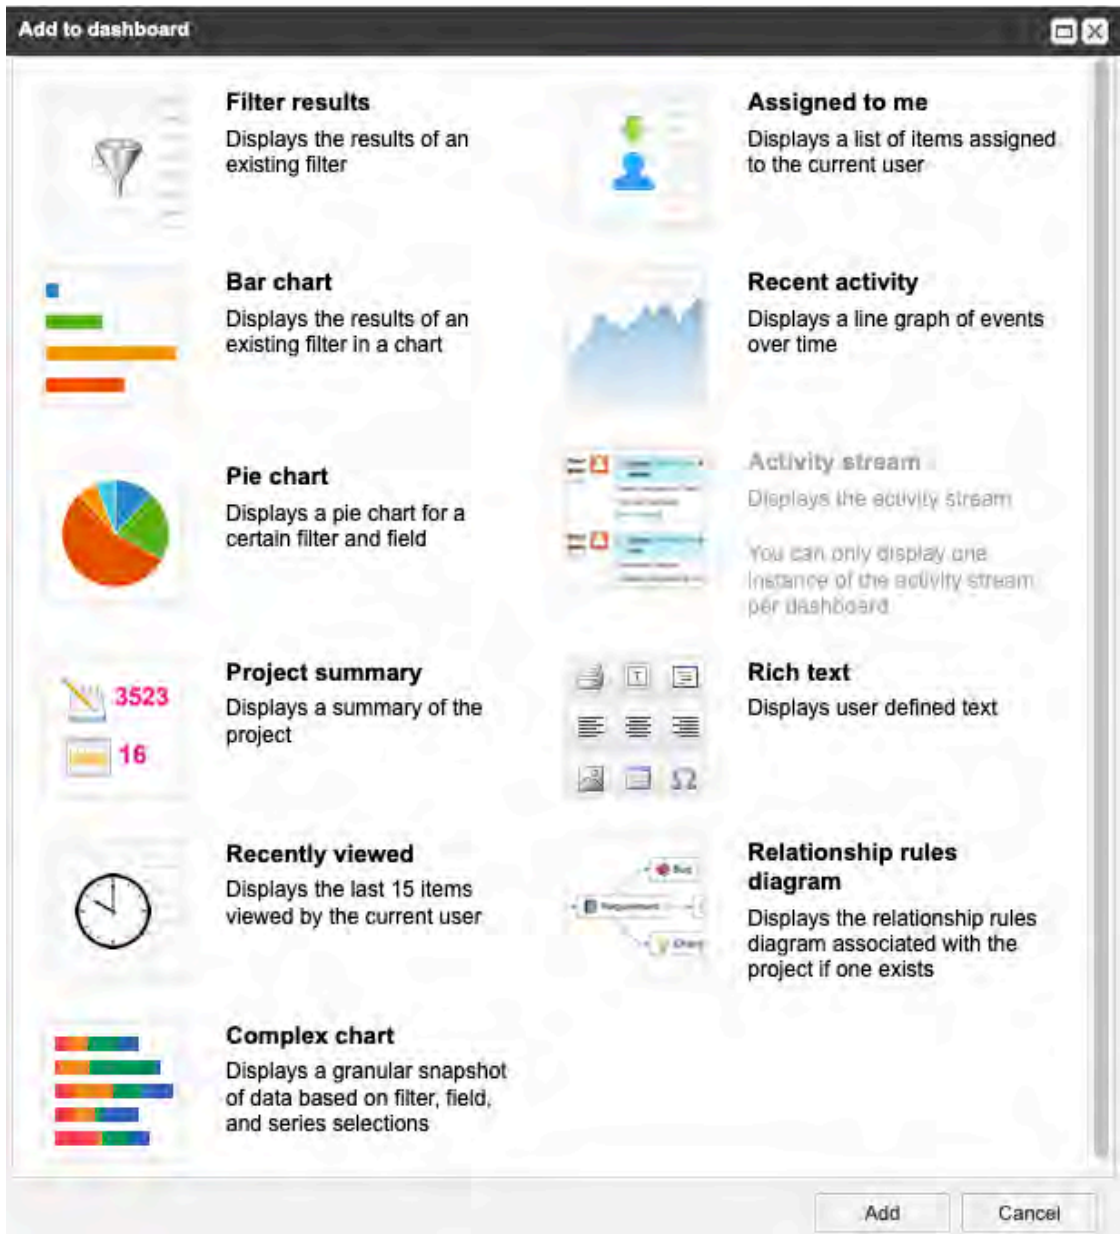 Add to dashboard
Filter results
Displays the results of an
existing filter
Assigned to me
Displays a list of items assigned
to the current user
Bar chart
Displays the results of an
existing filter in a chart
Recent activity
Displays a line graph of events
over time
Pie chart
Displays a pie chart for a
certain filter and field
Activity stream
Displays the activity stream
You can only display one
instance of the activity stream
per dashboard
Project summary
Displays a summary of the
project
3523
16
Rich text
Displays user defined text
T
Ω
Recently viewed
Displays the last 15 items
viewed by the current user
Relationship rules
diagram
Displays the relationship rules
diagram associated with the
project if one exists
Bug
Requirement
Complex chart
Displays a granular snapshot
of data based on filter, field,
and series selections
Add
Cancel